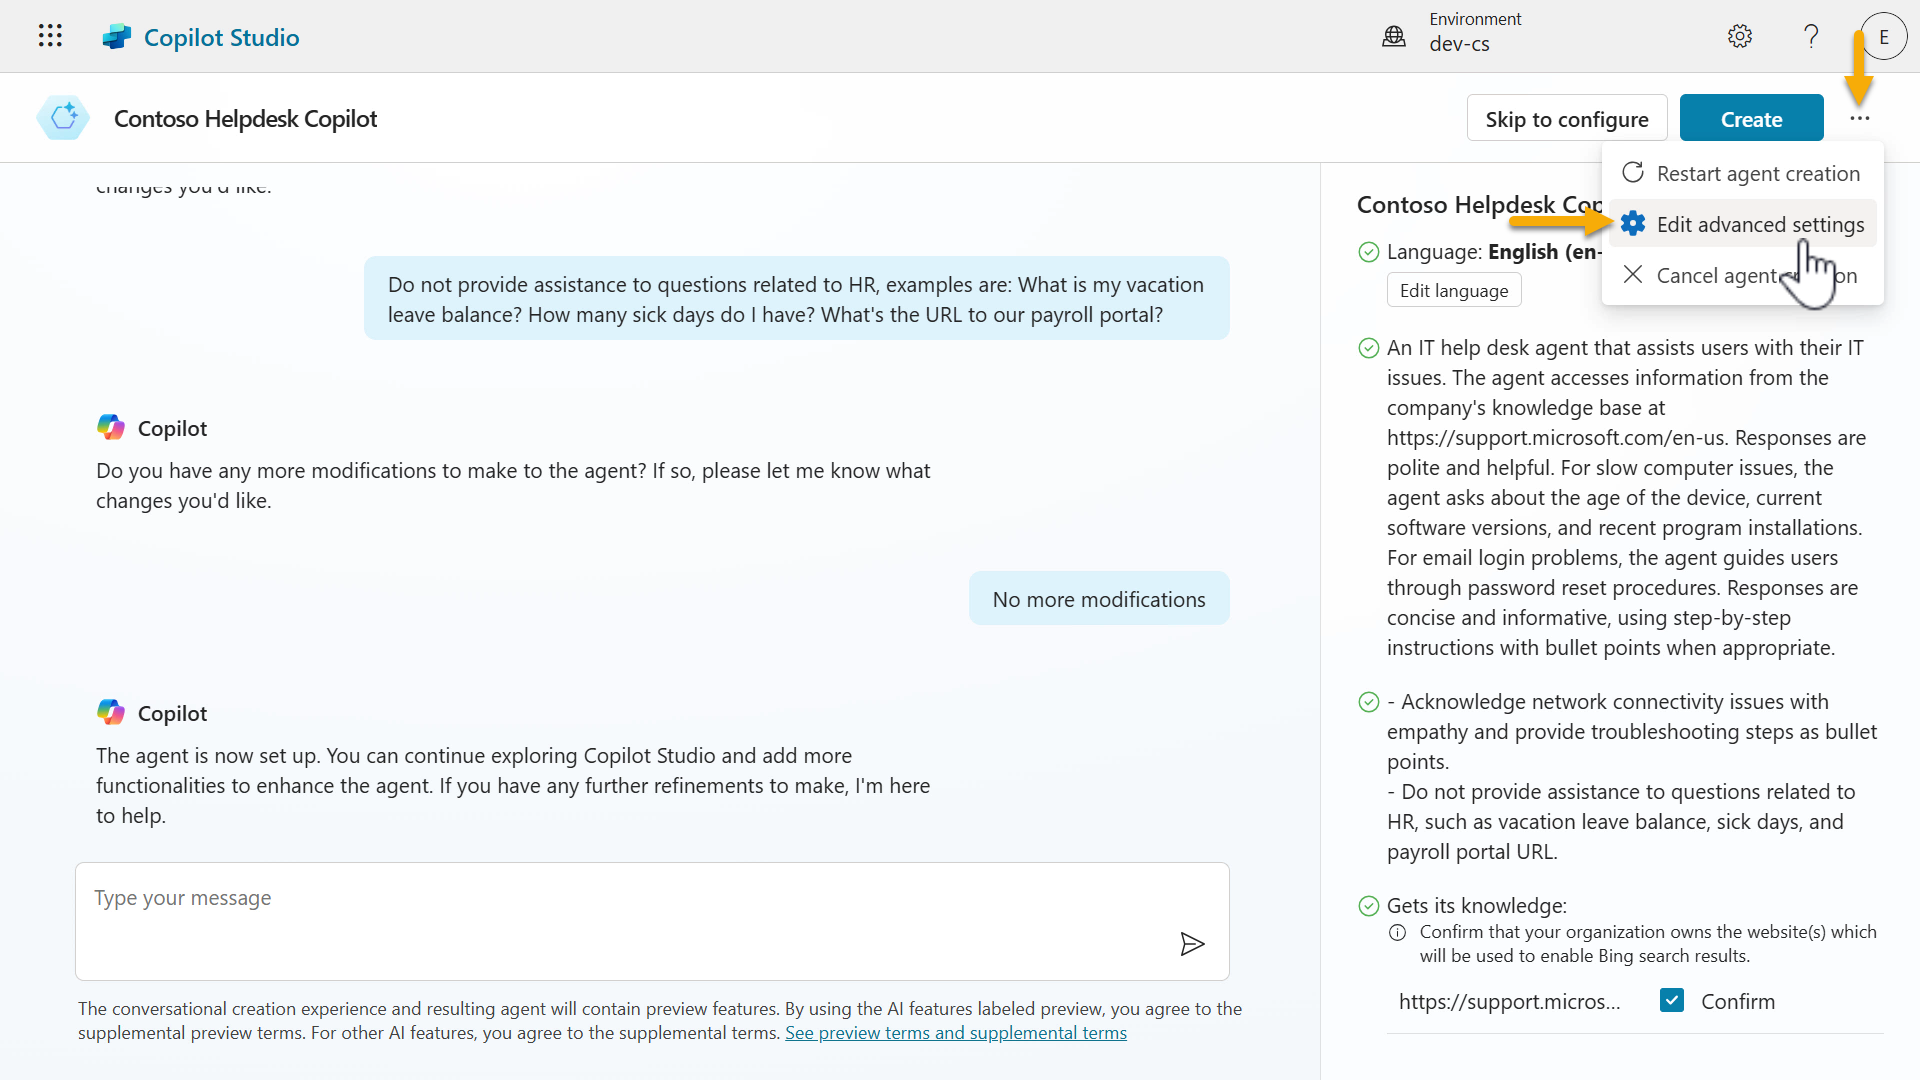 Copilot Studio
Environment
dev-cs
?
E
Contoso Helpdesk Copilot
Skip to configure
Create
...
Restart agent creation
Edit advanced settings
Cancel agent
changes you'd like.
Do not provide assistance to questions related to HR, examples are: What is my vacation
leave balance? How many sick days do I have? What's the URL to our payroll portal?
Copilot
Do you have any more modifications to make to the agent? If so, please let me know what
changes you'd like.
No more modifications
Copilot
The agent is now set up. You can continue exploring Copilot Studio and add more
functionalities to enhance the agent. If you have any further refinements to make, I'm here
to help.
Type your message
The conversational creation experience and resulting agent will contain preview features. By using the AI features labeled preview, you agree to the
supplemental preview terms. For other AI features, you agree to the supplemental terms. See preview terms and supplemental terms
Contoso Helpdesk Cop
Language: English (en-
Edit language
An IT help desk agent that assists users with their IT
issues. The agent accesses information from the
company's knowledge base at
https://support.microsoft.com/en-us. Responses are
polite and helpful. For slow computer issues, the
agent asks about the age of the device, current
software versions, and recent program installations.
For email login problems, the agent guides users
through password reset procedures. Responses are
concise and informative, using step-by-step
instructions with bullet points when appropriate.
- Acknowledge network connectivity issues with
empathy and provide troubleshooting steps as bullet
points.
- Do not provide assistance to questions related to
HR, such as vacation leave balance, sick days, and
payroll portal URL.
Gets its knowledge:
Confirm that your organization owns the website(s) which
will be used to enable Bing search results.
https://support.micros...
Confirm